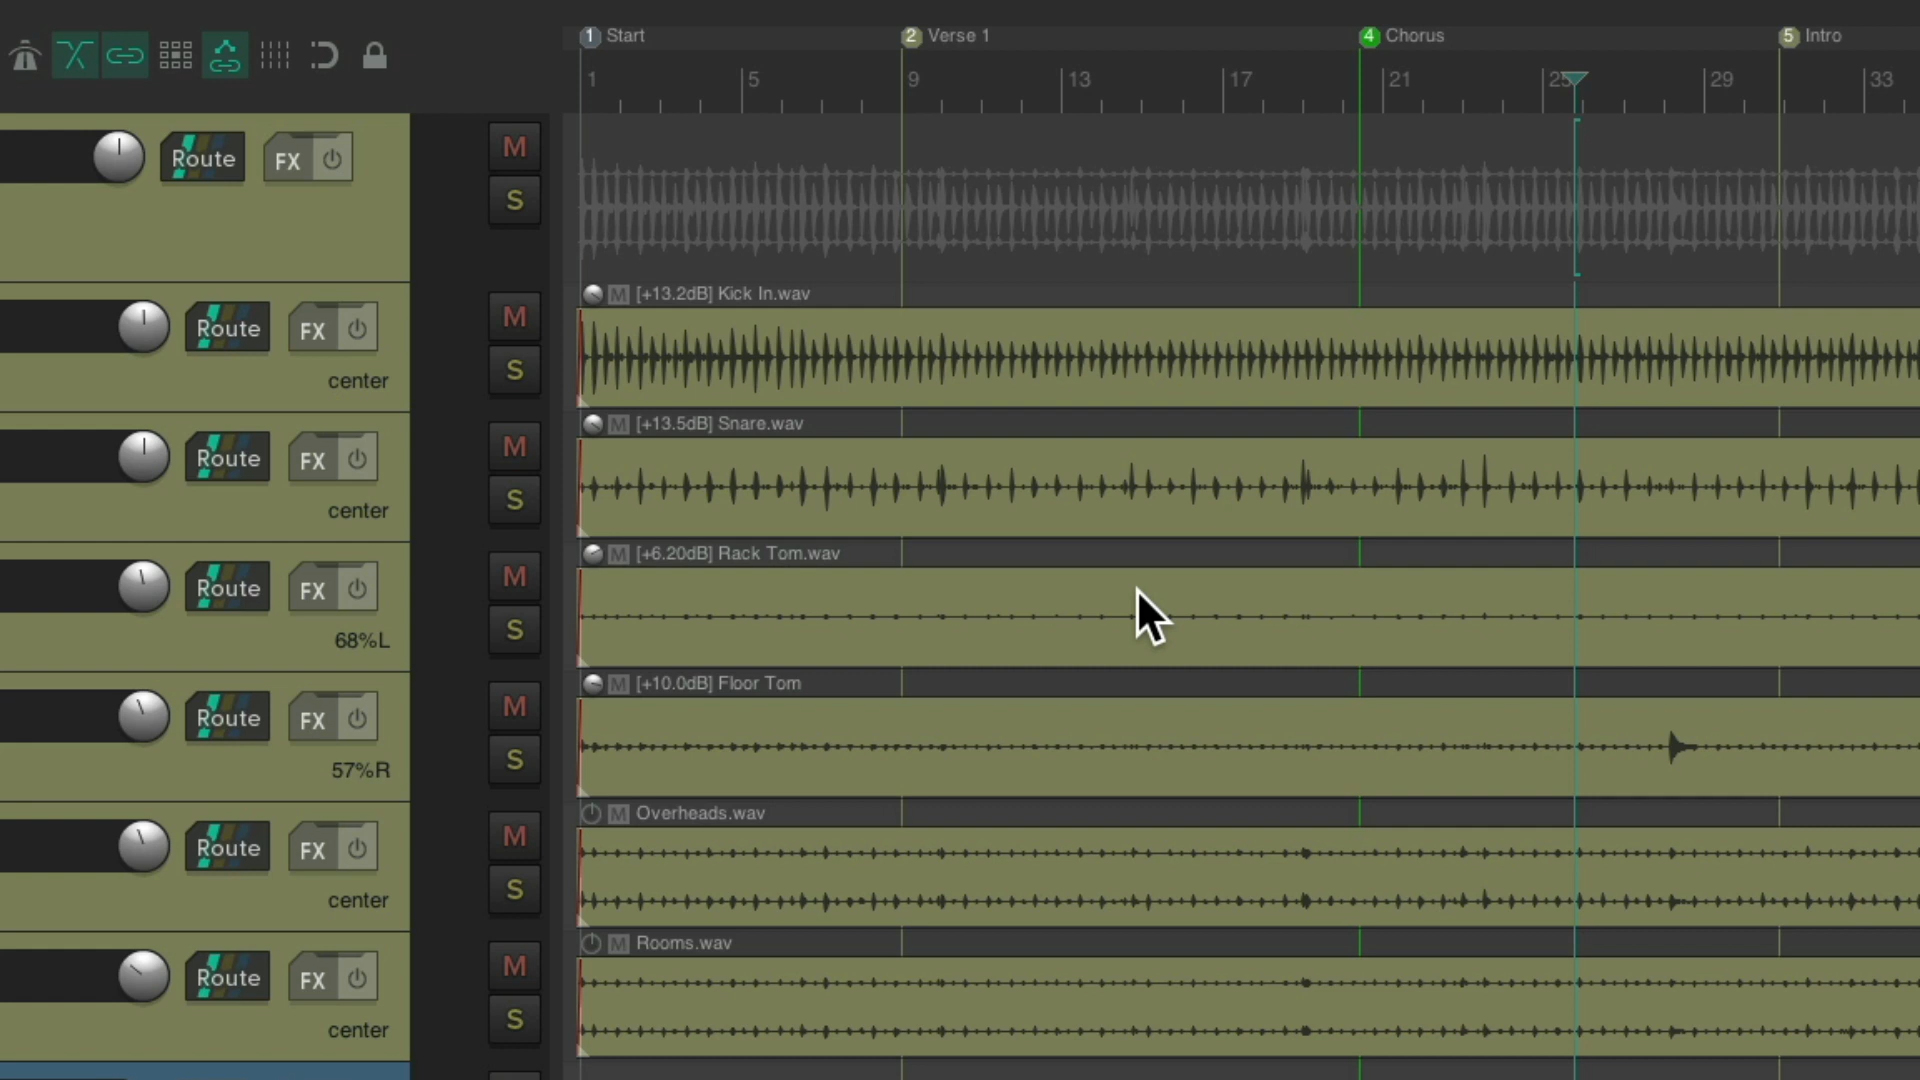 1 Start 2 Verse 1 4 Chorus 5 Intro
1 5 9 13 17 21 25 29 33
Route FX M
S
M [+13.2dB] Kick In.wav
Route FX M
center S
M [+13.5dB] Snare.wav
Route FX M
center S
M [+6.20dB] Rack Tom.wav
Route FX M
68%L S
M [+10.0dB] Floor Tom
Route FX M
57%R S
M Overheads.wav
Route FX M
center S
M Rooms.wav
Route FX M
center S